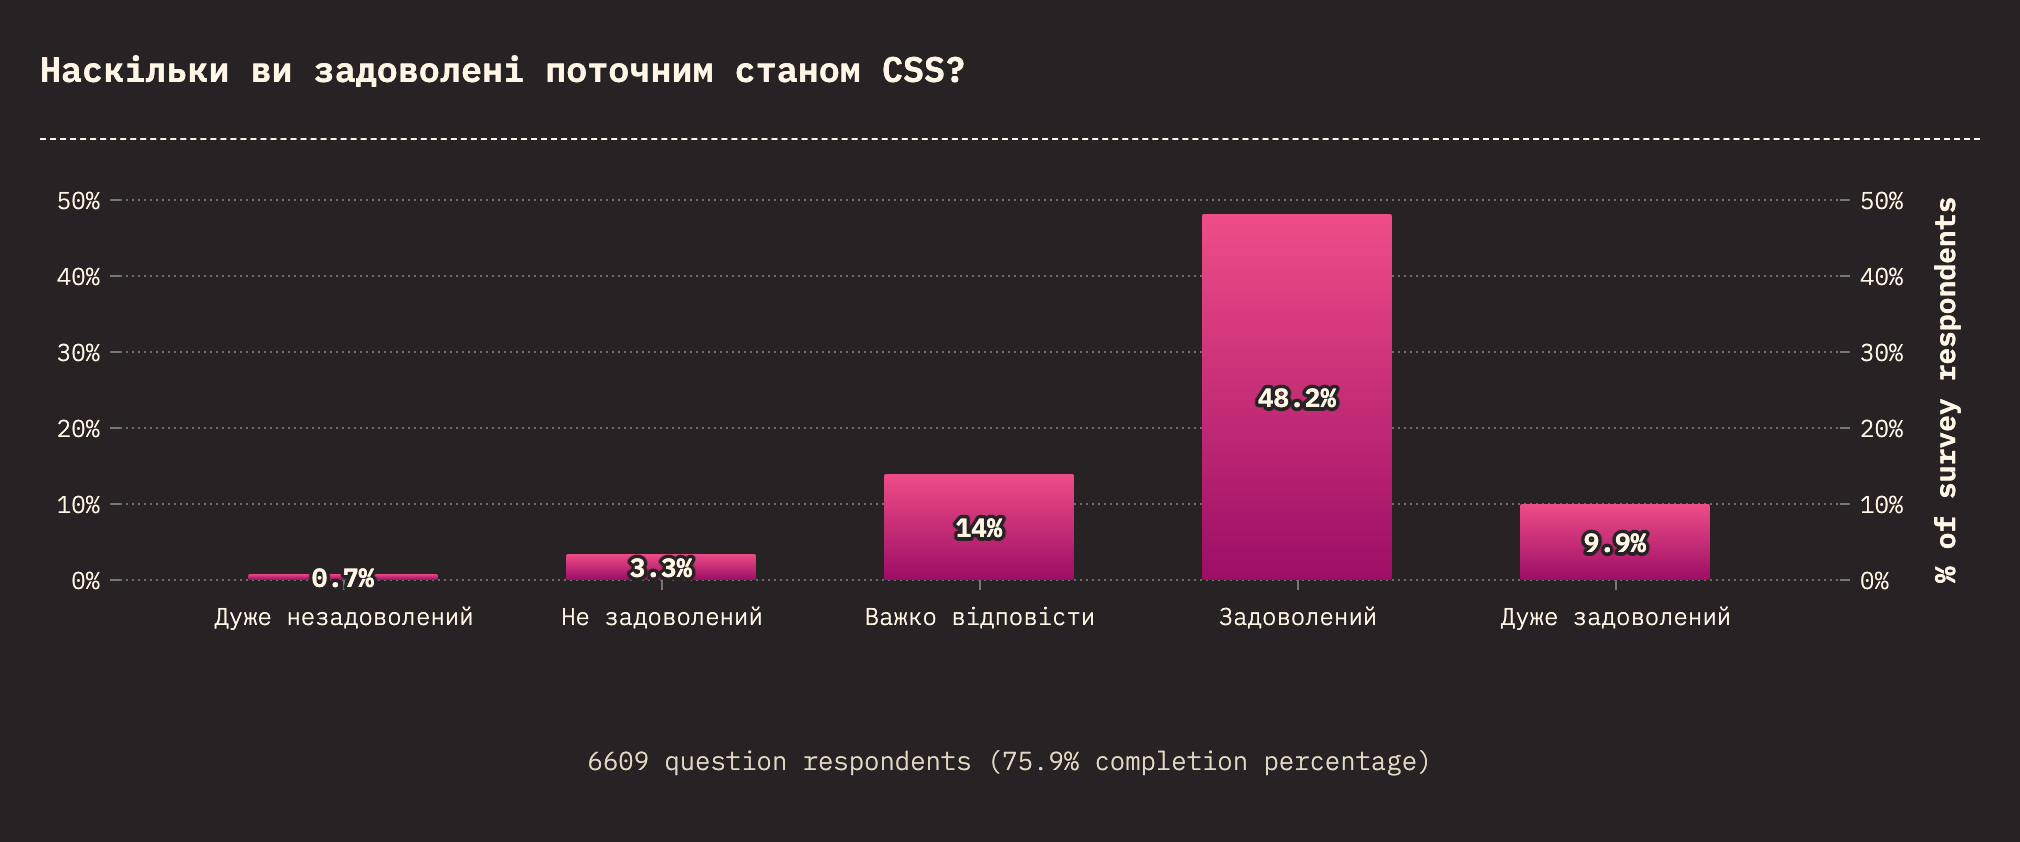 Наскільки ви задоволені поточним станом CSS?
50%
40%
30%
20%
10%
0%
50%
40%
30%
20%
10%
0%
% of survey respondents
0.7%
3.3%
14%
48.2%
9.9%
Дуже незадоволений
Не задоволений
Важко відповісти
Задоволений
Дуже задоволений
6609 question respondents (75.9% completion percentage)